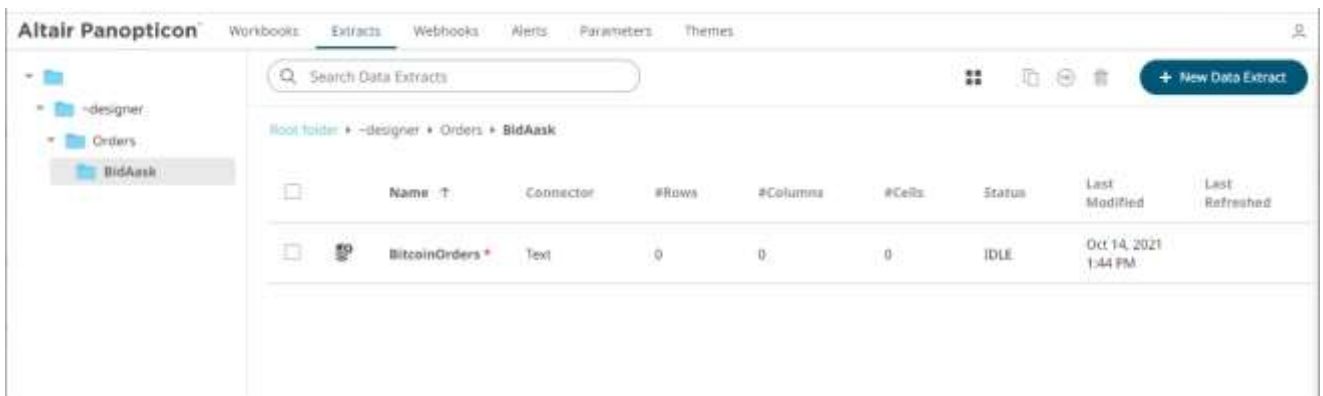 Altair Panopticon™ Workbooks Extracts Webhooks Alerts Parameters Themes
Search Data Extracts + New Data Extract
~designer
Orders
BidAask
Root folder ▸ ~designer ▸ Orders ▸ BidAask
Name ↑ Connector #Rows #Columns #Cells Status Last Modified Last Refreshed
BitcoinOrders * Text 0 0 0 IDLE Oct 14, 2021 1:44 PM